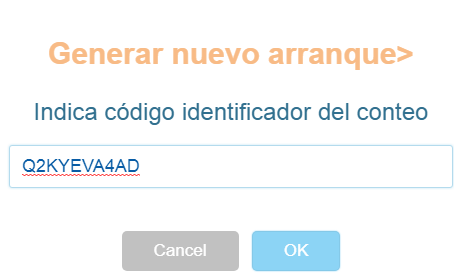 Generar nuevo arranque>
Indica código identificador del conteo
Q2KYEVA4AD
Cancel OK